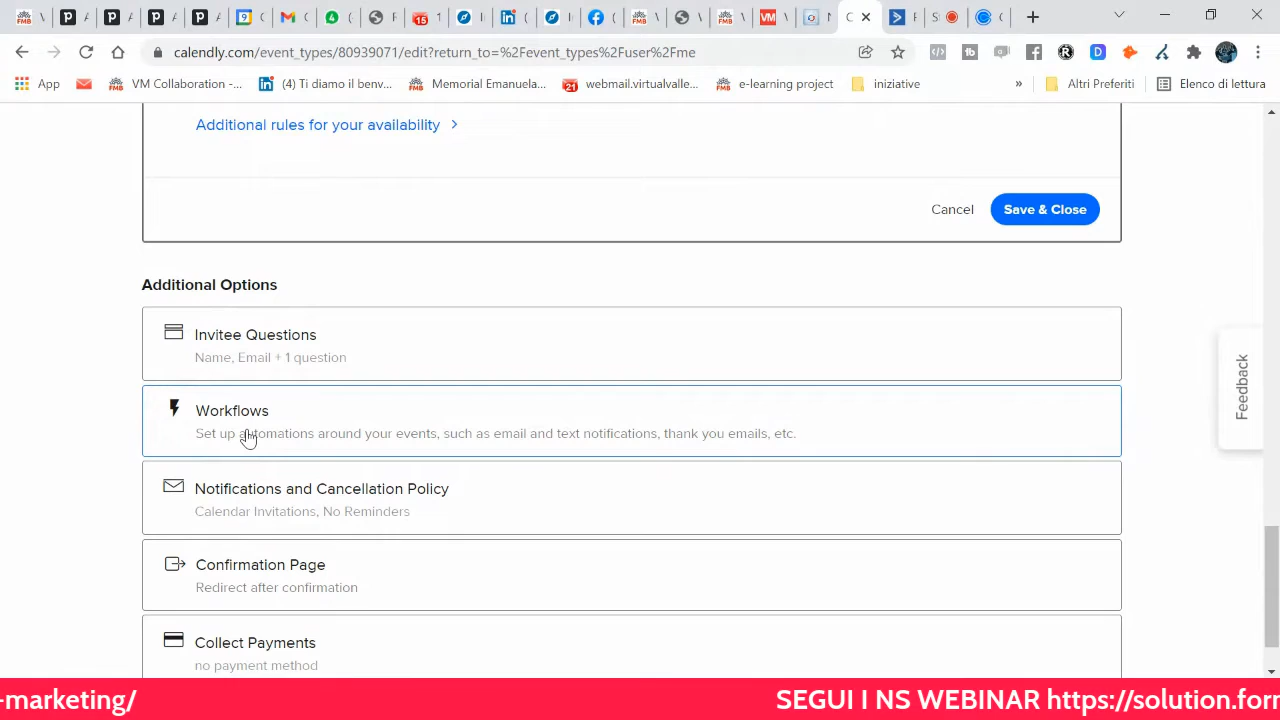 calendly.com/event_types/80939071/edit?return_to=%2Fevent_types%2Fuser%2Fme
App
VM Collaboration -...
(4) Ti diamo il benv...
Memorial Emanuela...
webmail.virtualvalle...
e-learning project
iniziative
»
Altri Preferiti
Elenco di lettura
Additional rules for your availability
Cancel
Save & Close
Additional Options
Invitee Questions
Name, Email + 1 question
Workflows
Set up automations around your events, such as email and text notifications, thank you emails, etc.
Notifications and Cancellation Policy
Calendar Invitations, No Reminders
Confirmation Page
Redirect after confirmation
Collect Payments
no payment method
Feedback
-marketing/
SEGUI I NS WEBINAR https://solution.forr